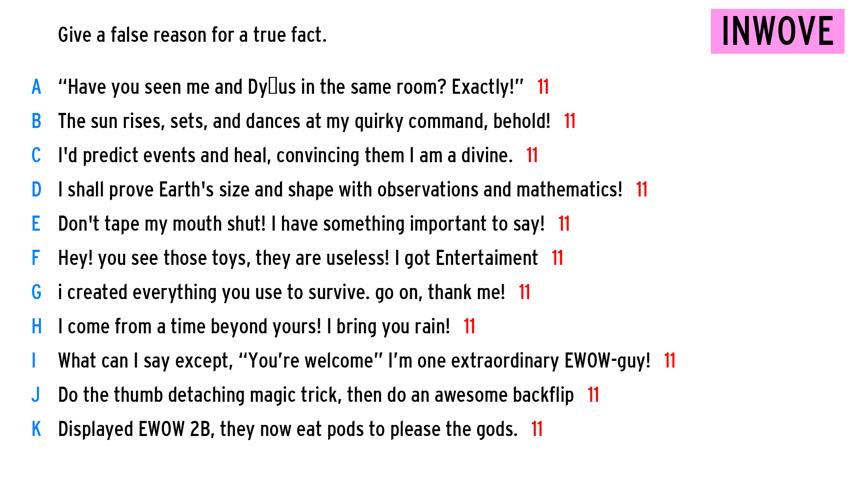 Give a false reason for a true fact.
INWOVE
A “Have you seen me and Dy▯us in the same room? Exactly!” 11
B The sun rises, sets, and dances at my quirky command, behold! 11
C I'd predict events and heal, convincing them I am a divine. 11
D I shall prove Earth's size and shape with observations and mathematics! 11
E Don't tape my mouth shut! I have something important to say! 11
F Hey! you see those toys, they are useless! I got Entertaiment 11
G i created everything you use to survive. go on, thank me! 11
H I come from a time beyond yours! I bring you rain! 11
I What can I say except, “You’re welcome” I’m one extraordinary EWOW-guy! 11
J Do the thumb detaching magic trick, then do an awesome backflip 11
K Displayed EWOW 2B, they now eat pods to please the gods. 11